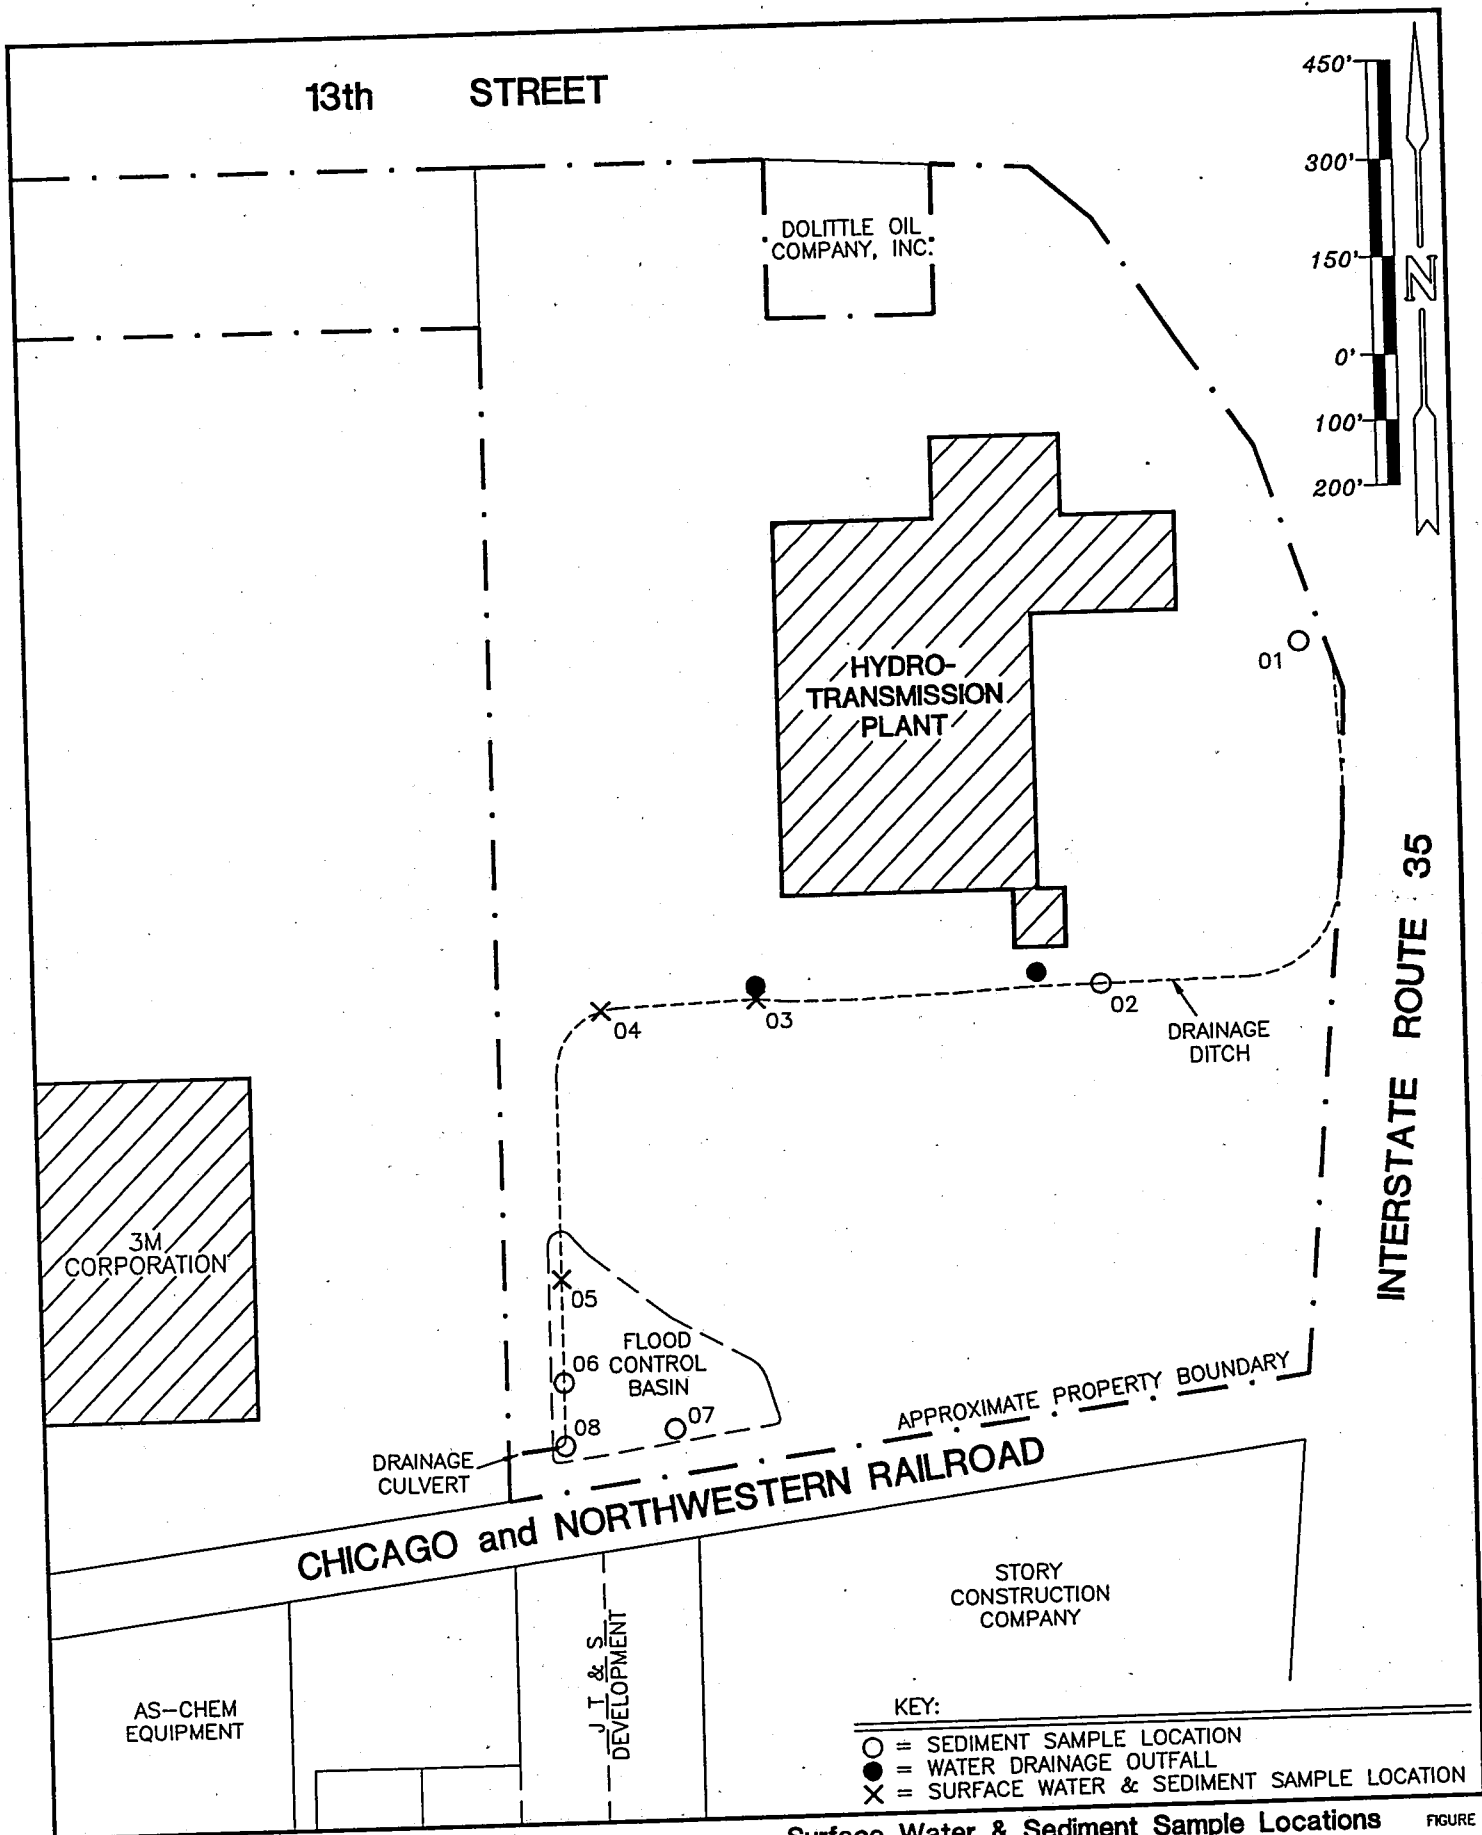 13th STREET
450'
300'
150'
0'
100'
200'
N
DOLITTLE OIL
COMPANY, INC.
HYDRO-
TRANSMISSION
PLANT
01
02
03
04
DRAINAGE
DITCH
INTERSTATE ROUTE 35
3M
CORPORATION
05
06
FLOOD
CONTROL
BASIN
07
08
DRAINAGE
CULVERT
APPROXIMATE PROPERTY BOUNDARY
CHICAGO and NORTHWESTERN RAILROAD
STORY
CONSTRUCTION
COMPANY
J T & S
DEVELOPMENT
AS-CHEM
EQUIPMENT
KEY:
= SEDIMENT SAMPLE LOCATION
= WATER DRAINAGE OUTFALL
= SURFACE WATER & SEDIMENT SAMPLE LOCATION
Surface Water & Sediment Sample Locations
FIGURE